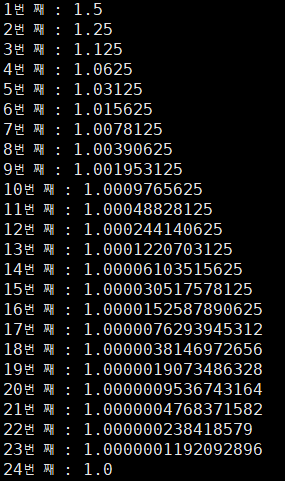 1번 째 : 1.5
2번 째 : 1.25
3번 째 : 1.125
4번 째 : 1.0625
5번 째 : 1.03125
6번 째 : 1.015625
7번 째 : 1.0078125
8번 째 : 1.00390625
9번 째 : 1.001953125
10번 째 : 1.0009765625
11번 째 : 1.00048828125
12번 째 : 1.000244140625
13번 째 : 1.0001220703125
14번 째 : 1.00006103515625
15번 째 : 1.000030517578125
16번 째 : 1.0000152587890625
17번 째 : 1.0000076293945312
18번 째 : 1.0000038146972656
19번 째 : 1.0000019073486328
20번 째 : 1.0000009536743164
21번 째 : 1.0000004768371582
22번 째 : 1.000000238418579
23번 째 : 1.0000001192092896
24번 째 : 1.0